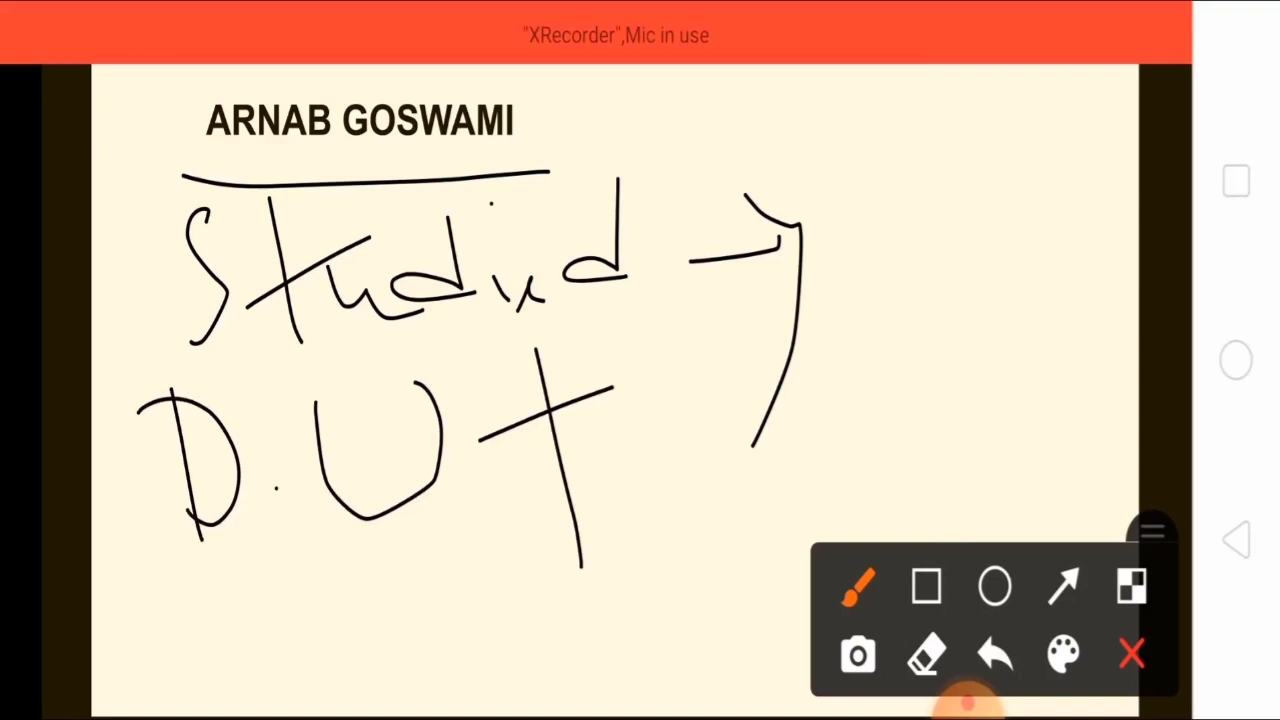 "XRecorder",Mic in use
ARNAB GOSWAMI
Studied →
D.U +